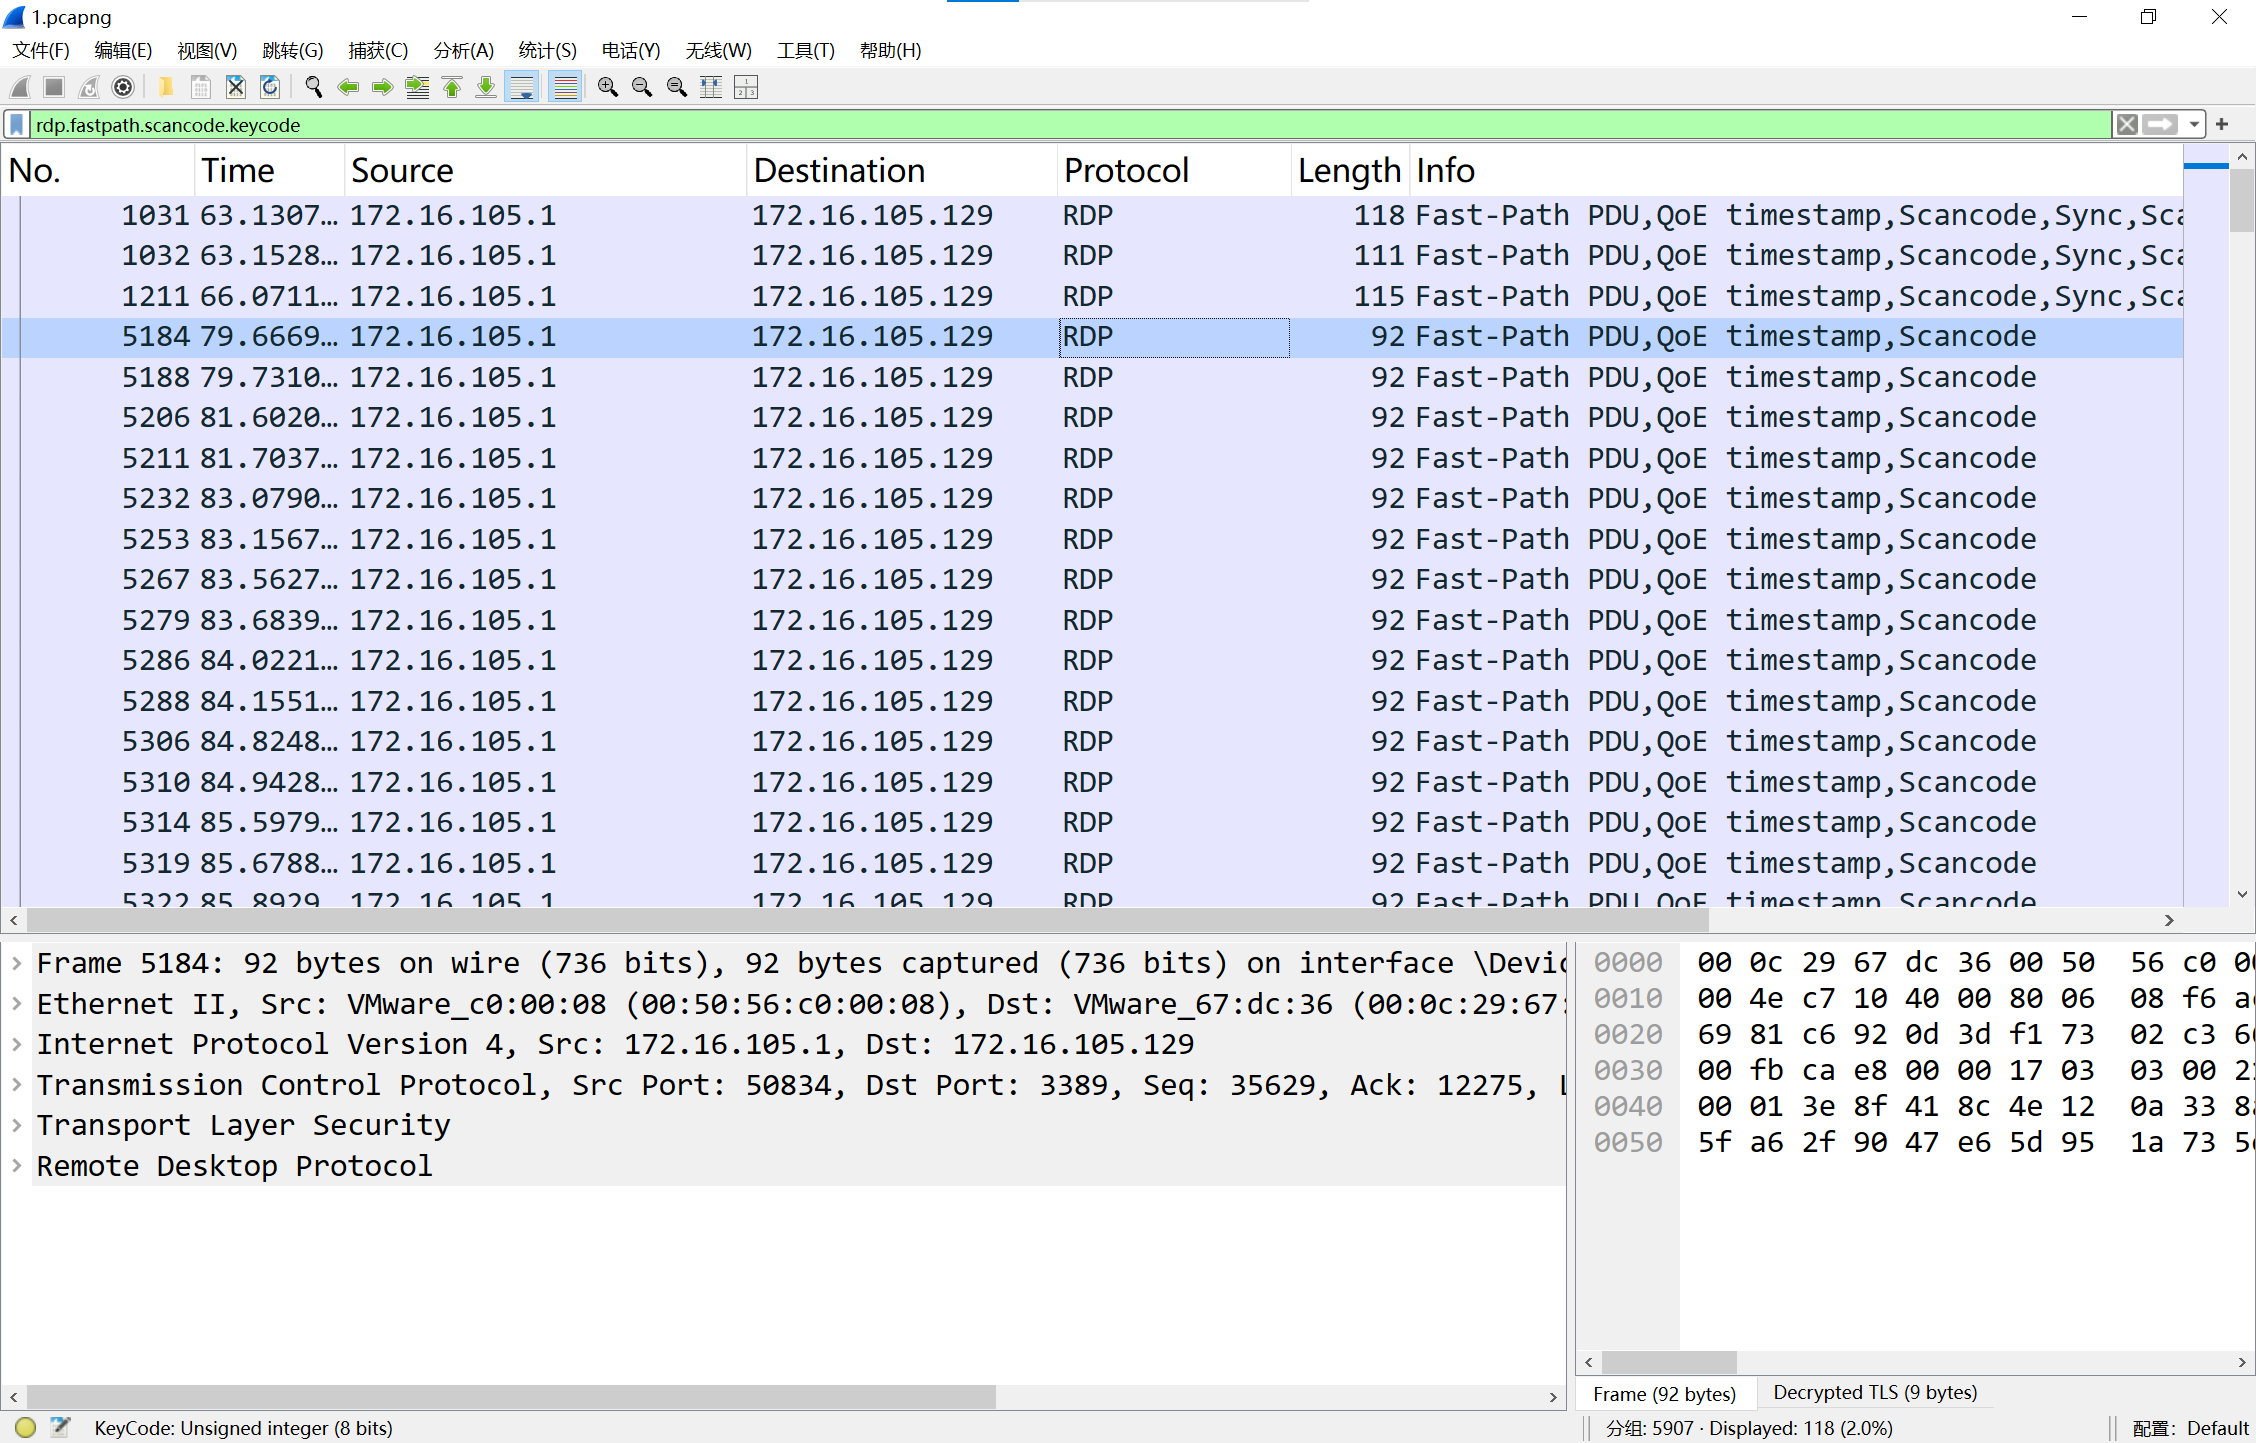 1.pcapng
文件(F) 编辑(E) 视图(V) 跳转(G) 捕获(C) 分析(A) 统计(S) 电话(Y) 无线(W) 工具(T) 帮助(H)
rdp.fastpath.scancode.keycode
No. Time Source Destination Protocol Length Info
1031 63.1307… 172.16.105.1 172.16.105.129 RDP 118 Fast-Path PDU,QoE timestamp,Scancode,Sync,Sca
1032 63.1528… 172.16.105.1 172.16.105.129 RDP 111 Fast-Path PDU,QoE timestamp,Scancode,Sync,Sca
1211 66.0711… 172.16.105.1 172.16.105.129 RDP 115 Fast-Path PDU,QoE timestamp,Scancode,Sync,Sca
5184 79.6669… 172.16.105.1 172.16.105.129 RDP 92 Fast-Path PDU,QoE timestamp,Scancode
5188 79.7310… 172.16.105.1 172.16.105.129 RDP 92 Fast-Path PDU,QoE timestamp,Scancode
5206 81.6020… 172.16.105.1 172.16.105.129 RDP 92 Fast-Path PDU,QoE timestamp,Scancode
5211 81.7037… 172.16.105.1 172.16.105.129 RDP 92 Fast-Path PDU,QoE timestamp,Scancode
5232 83.0790… 172.16.105.1 172.16.105.129 RDP 92 Fast-Path PDU,QoE timestamp,Scancode
5253 83.1567… 172.16.105.1 172.16.105.129 RDP 92 Fast-Path PDU,QoE timestamp,Scancode
5267 83.5627… 172.16.105.1 172.16.105.129 RDP 92 Fast-Path PDU,QoE timestamp,Scancode
5279 83.6839… 172.16.105.1 172.16.105.129 RDP 92 Fast-Path PDU,QoE timestamp,Scancode
5286 84.0221… 172.16.105.1 172.16.105.129 RDP 92 Fast-Path PDU,QoE timestamp,Scancode
5288 84.1551… 172.16.105.1 172.16.105.129 RDP 92 Fast-Path PDU,QoE timestamp,Scancode
5306 84.8248… 172.16.105.1 172.16.105.129 RDP 92 Fast-Path PDU,QoE timestamp,Scancode
5310 84.9428… 172.16.105.1 172.16.105.129 RDP 92 Fast-Path PDU,QoE timestamp,Scancode
5314 85.5979… 172.16.105.1 172.16.105.129 RDP 92 Fast-Path PDU,QoE timestamp,Scancode
5319 85.6788… 172.16.105.1 172.16.105.129 RDP 92 Fast-Path PDU,QoE timestamp,Scancode
5322 85.8929… 172.16.105.1 172.16.105.129 RDP 92 Fast-Path PDU,QoE timestamp,Scancode
Frame 5184: 92 bytes on wire (736 bits), 92 bytes captured (736 bits) on interface \Devic
Ethernet II, Src: VMware_c0:00:08 (00:50:56:c0:00:08), Dst: VMware_67:dc:36 (00:0c:29:67:
Internet Protocol Version 4, Src: 172.16.105.1, Dst: 172.16.105.129
Transmission Control Protocol, Src Port: 50834, Dst Port: 3389, Seq: 35629, Ack: 12275, L
Transport Layer Security
Remote Desktop Protocol
0000 00 0c 29 67 dc 36 00 50 56 c0 00
0010 00 4e c7 10 40 00 80 06 08 f6 ac
0020 69 81 c6 92 0d 3d f1 73 02 c3
0030 00 fb ca e8 00 00 17 03 03 00
0040 00 01 3e 8f 41 8c 4e 12 0a 33
0050 5f a6 2f 90 47 e6 5d 95 1a 73
Frame (92 bytes) Decrypted TLS (9 bytes)
KeyCode: Unsigned integer (8 bits) 分组: 5907 · Displayed: 118 (2.0%) 配置： Default